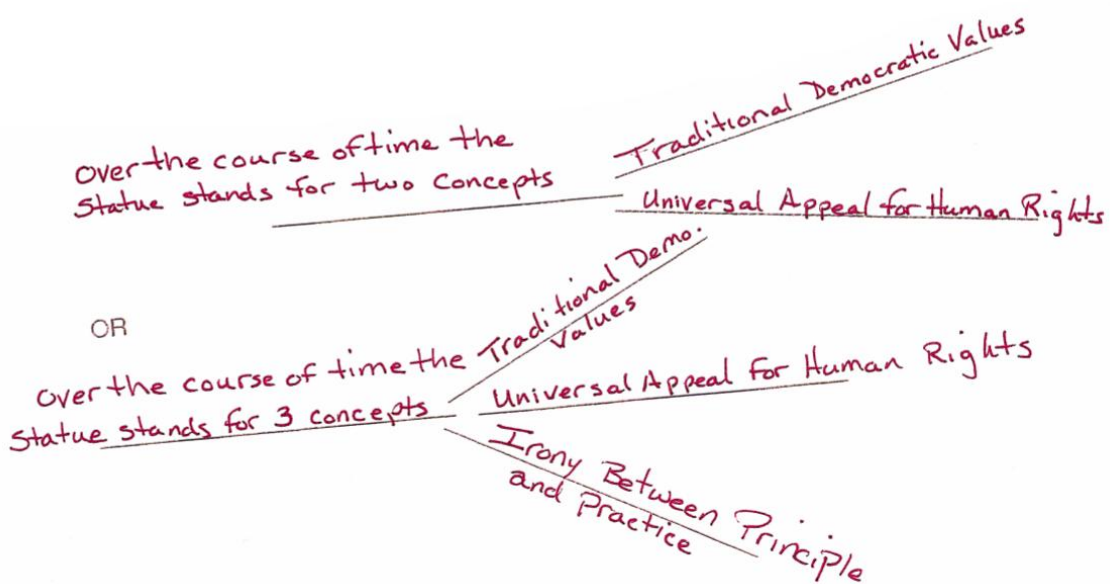 Over the course of time the
Statue stands for two concepts
Traditional Democratic Values
Universal Appeal for Human Rights
OR
Over the course of time the
Statue stands for 3 concepts
Traditional Demo.
Values
Universal Appeal for Human Rights
Irony Between Principle
and Practice